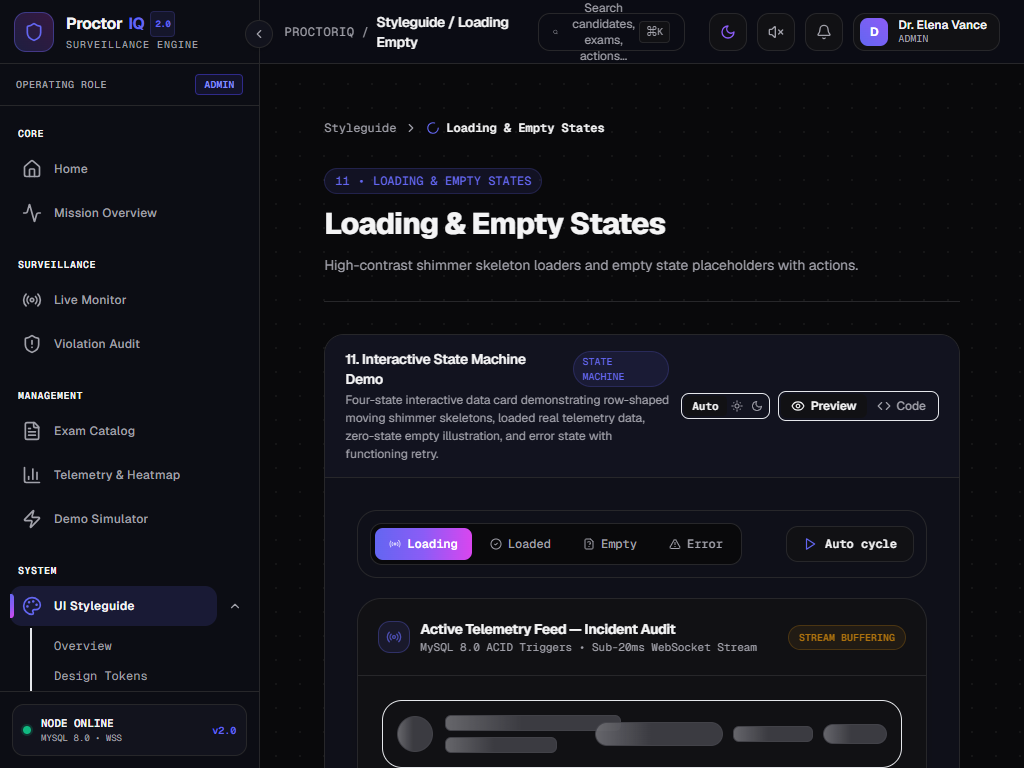 Proctor IQ 2.0
SURVEILLANCE ENGINE
OPERATING ROLE
ADMIN
CORE
Home
Mission Overview
SURVEILLANCE
Live Monitor
Violation Audit
MANAGEMENT
Exam Catalog
Telemetry & Heatmap
Demo Simulator
SYSTEM
UI Styleguide
Overview
Design Tokens
NODE ONLINE
MYSQL 8.0 • WSS
v2.0
PROCTORIQ /
Styleguide / Loading
Empty
Search
candidates,
exams,
actions…
⌘K
D
Dr. Elena Vance
ADMIN
Styleguide > Loading & Empty States
11 • LOADING & EMPTY STATES
Loading & Empty States
High-contrast shimmer skeleton loaders and empty state placeholders with actions.
11. Interactive State Machine
Demo
STATE
MACHINE
Four-state interactive data card demonstrating row-shaped
moving shimmer skeletons, loaded real telemetry data,
zero-state empty illustration, and error state with
functioning retry.
Auto
Preview
Code
Loading
Loaded
Empty
Error
Auto cycle
Active Telemetry Feed — Incident Audit
MySQL 8.0 ACID Triggers • Sub-20ms WebSocket Stream
STREAM BUFFERING